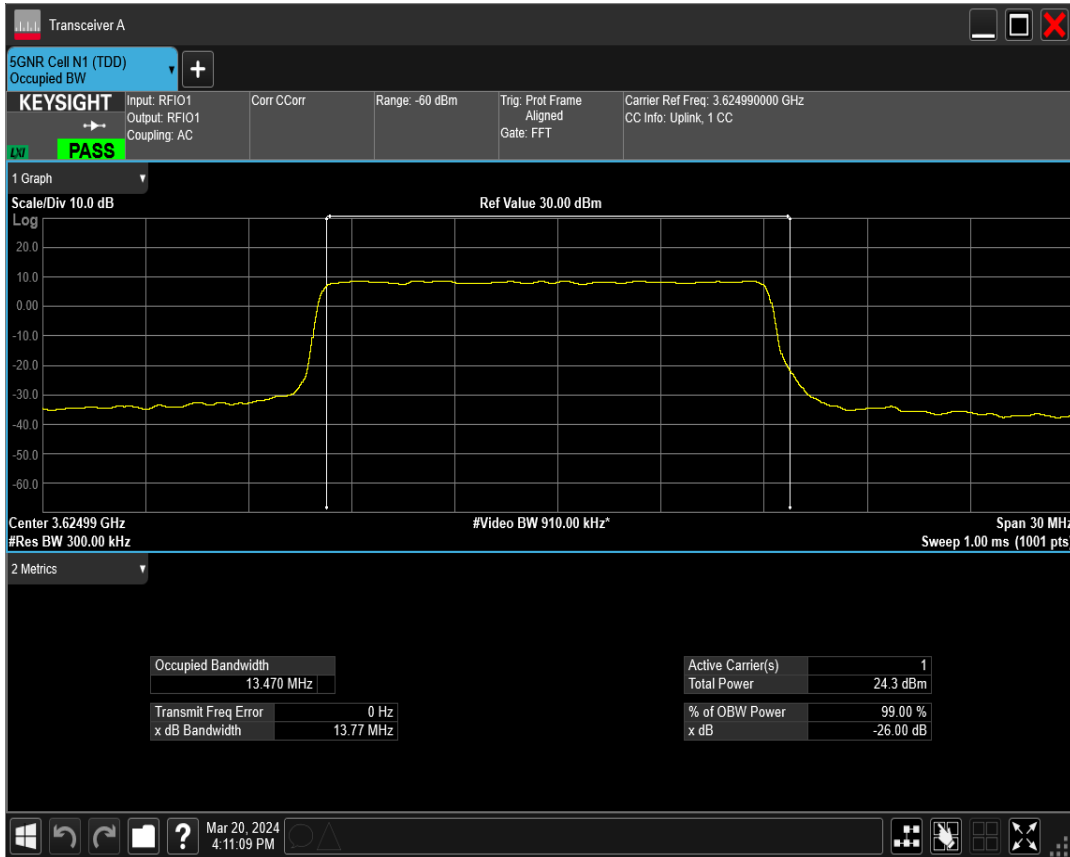 Transceiver A
5GNR Cell N1 (TDD)
Occupied BW
+
KEYSIGHT
LXI
PASS
Input: RFIO1
Output: RFIO1
Coupling: AC
Corr CCorr
Range: -60 dBm
Trig: Prot Frame
Aligned
Gate: FFT
Carrier Ref Freq: 3.624990000 GHz
CC Info: Uplink, 1 CC
1 Graph
Scale/Div 10.0 dB
Ref Value 30.00 dBm
Log
20.0
10.0
0.00
-10.0
-20.0
-30.0
-40.0
-50.0
-60.0
Center 3.62499 GHz
#Video BW 910.00 kHz*
Span 30 MHz
#Res BW 300.00 kHz
Sweep 1.00 ms (1001 pts)
2 Metrics
Occupied Bandwidth
13.470 MHz
Transmit Freq Error 0 Hz
x dB Bandwidth 13.77 MHz
Active Carrier(s) 1
Total Power 24.3 dBm
% of OBW Power 99.00 %
x dB -26.00 dB
?
Mar 20, 2024
4:11:09 PM